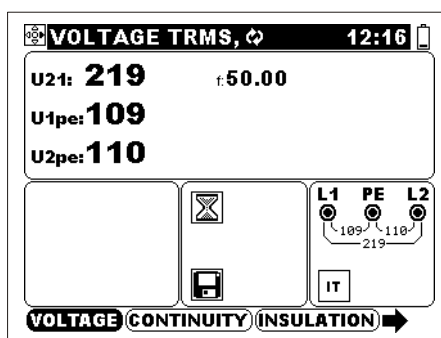 VOLTAGE TRMS, 12:16
U21: 219 f:50.00
U1pe:109
U2pe:110
L1 PE L2
109 110
219
IT
VOLTAGE CONTINUITY INSULATION